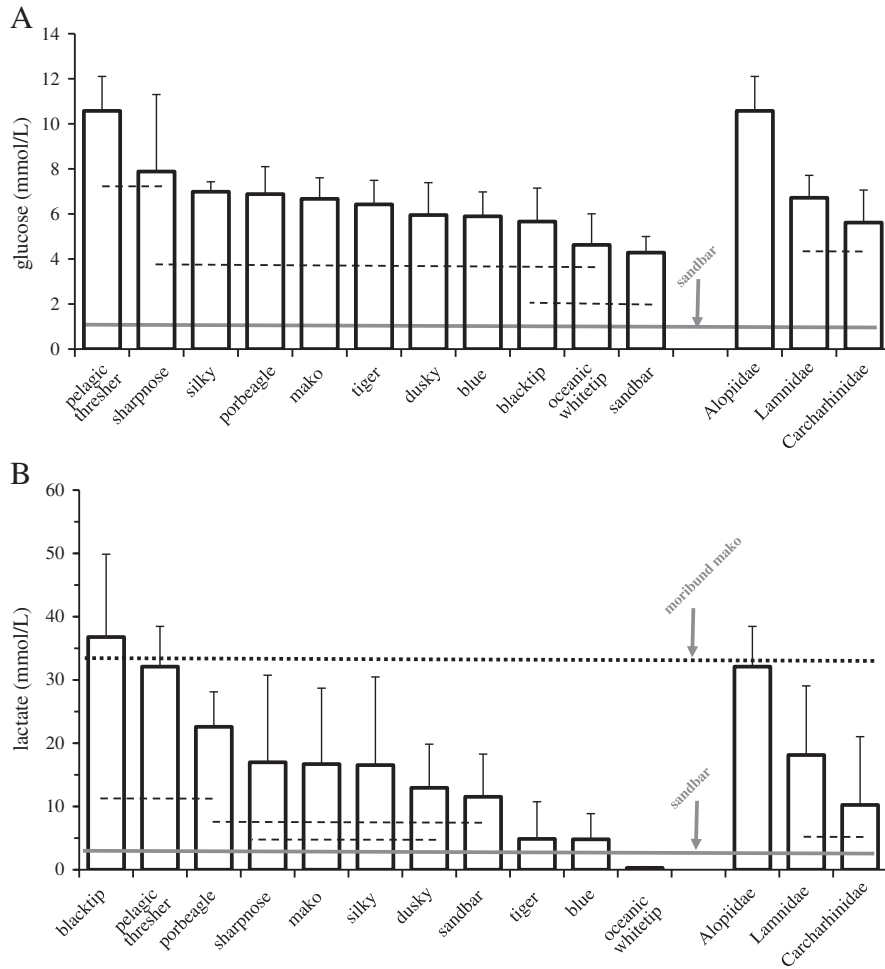 A
14
12
10
8
6
4
2
0
glucose (mmol/L)
sandbar
pelagic
thresher
sharpnose
silky
porbeagle
mako
tiger
dusky
blue
blacktip
oceanic
whitetip
sandbar
Alopiidae
Lamnidae
Carcharhinidae
B
60
50
40
30
20
10
0
lactate (mmol/L)
moribund mako
sandbar
blacktip
pelagic
thresher
porbeagle
sharpnose
mako
silky
dusky
sandbar
tiger
blue
oceanic
whitetip
Alopiidae
Lamnidae
Carcharhinidae